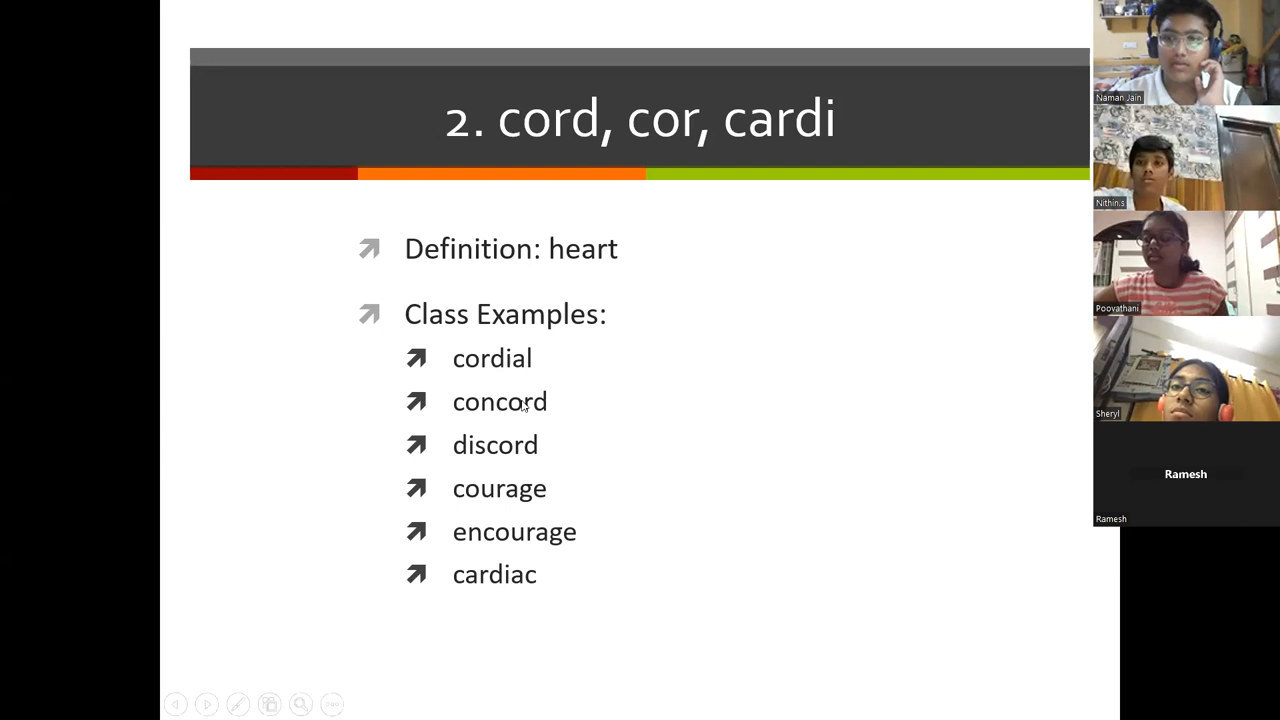 2. cord, cor, cardi
Definition: heart
Class Examples:
cordial
concord
discord
courage
encourage
cardiac
Naman Jain
Nithin.s
Poovathani
Sheryl
Ramesh
Ramesh